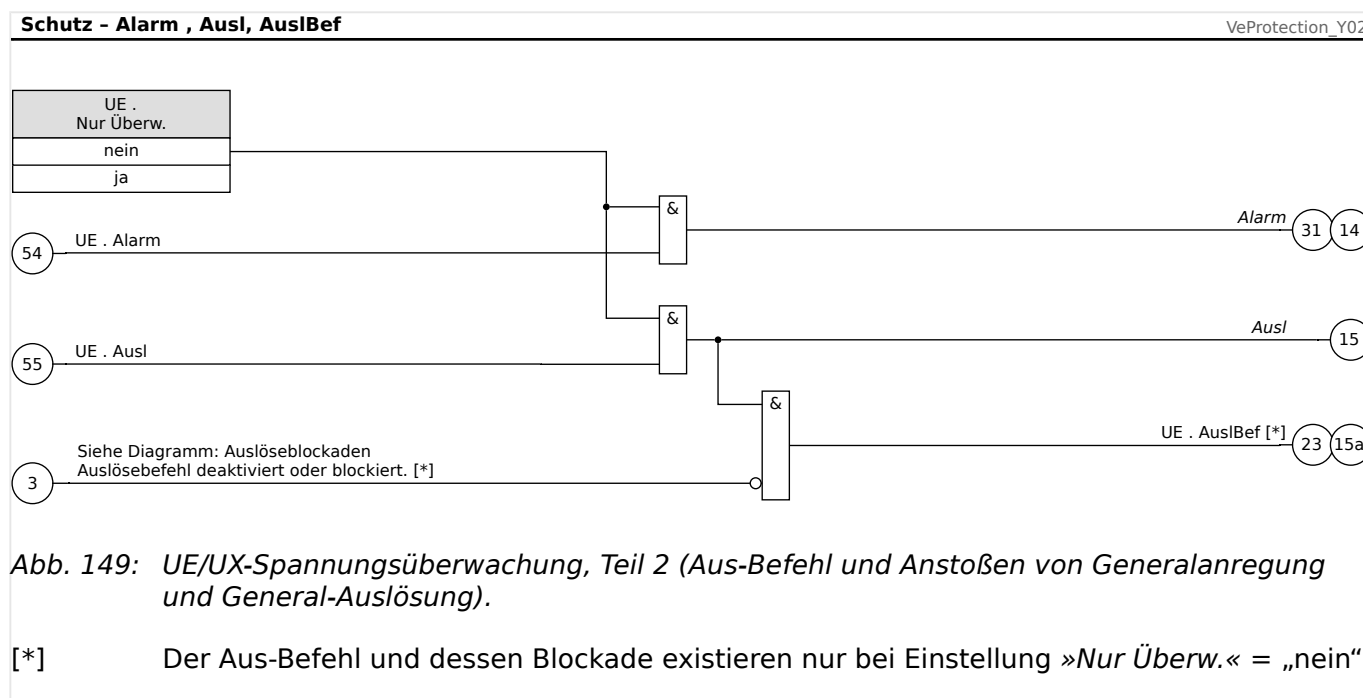 Schutz – Alarm , Ausl, AuslBef
VeProtection_Y02
UE .
Nur Überw.
nein
ja
&
Alarm
31
14
54
UE . Alarm
&
Ausl
15
55
UE . Ausl
&
UE . AuslBef [*]
23
15a
Siehe Diagramm: Auslöseblockaden
Auslösebefehl deaktiviert oder blockiert. [*]
3
Abb. 149: UE/UX-Spannungsüberwachung, Teil 2 (Aus-Befehl und Anstoßen von Generalanregung
und General-Auslösung).
[*] Der Aus-Befehl und dessen Blockade existieren nur bei Einstellung »Nur Überw.« = „nein“